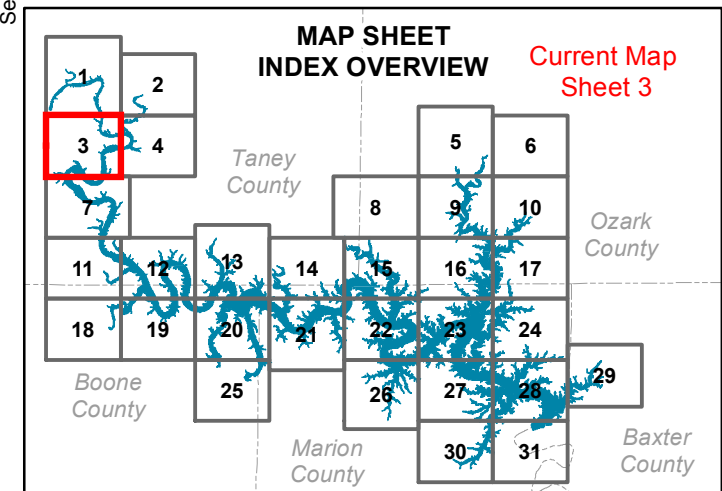 Se
MAP SHEET
INDEX OVERVIEW
Current Map
Sheet 3
1
2
3
4
5
6
Taney
County
7
8
9
10
Ozark
County
11
12
13
14
15
16
17
18
19
20
21
22
23
24
Boone
County
25
26
27
28
29
Marion
County
30
31
Baxter
County